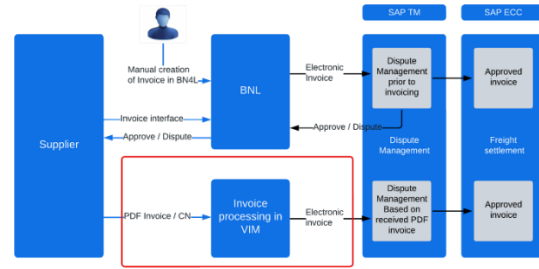 SAP TM
SAP ECC
Manual creation
of Invoice in BN4L
BNL
Electronic
Invoice
Dispute
Management
prior to
invoicing
Approved
invoice
Invoice interface
Approve / Dispute
Approve / Dispute
Supplier
Dispute
Management
Freight
settlement
PDF Invoice / CN
Invoice
processing in
VIM
Electronic
invoice
Dispute
Management
Based on
received PDF
invoice
Approved
invoice